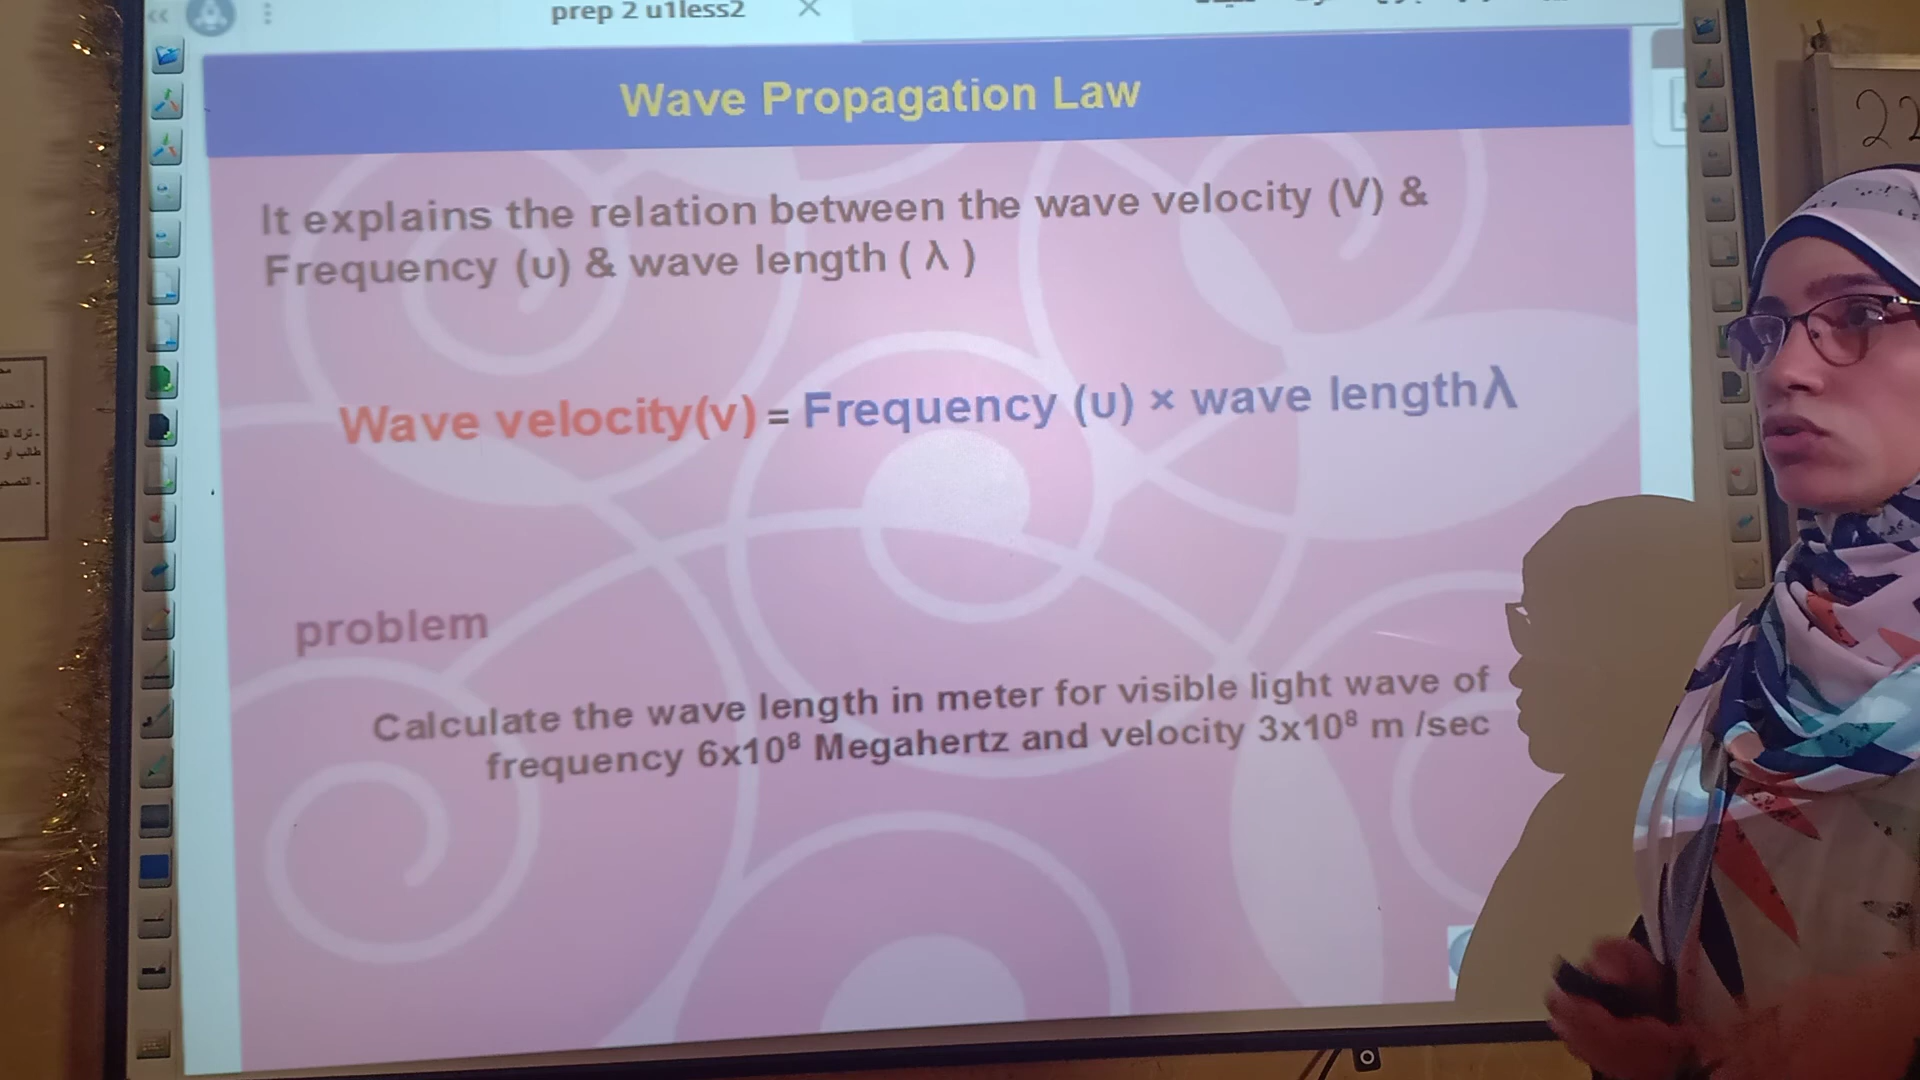 prep 2 u1less2
Wave Propagation Law
22
It explains the relation between the wave velocity (V) &
Frequency (υ) & wave length ( λ )
Wave velocity(v) = Frequency (υ) × wave lengthλ
problem
Calculate the wave length in meter for visible light wave of
frequency 6x10⁸ Megahertz and velocity 3x10⁸ m /sec